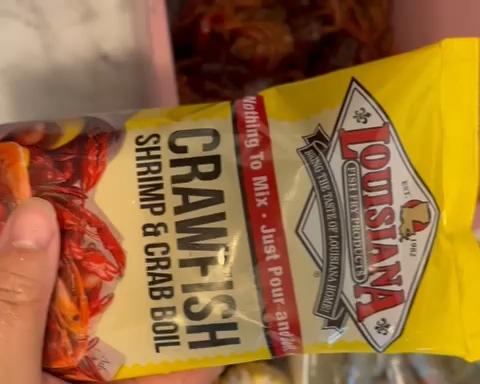 EST. 1982
LOUISIANA
FISH FRY PRODUCTS
BRING THE TASTE OF LOUISIANA HOME!
®
Nothing To Mix • Just Pour and
CRAWFISH
SHRIMP & CRAB BOIL